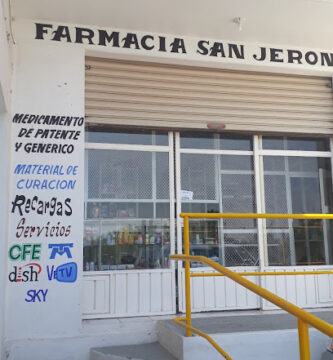 FARMACIA SAN JERON
MEDICAMENTO
DE PATENTE
Y GENERICO
MATERIAL DE
CURACION
Recargas
Servicios
CFE
dish VeTV
SKY